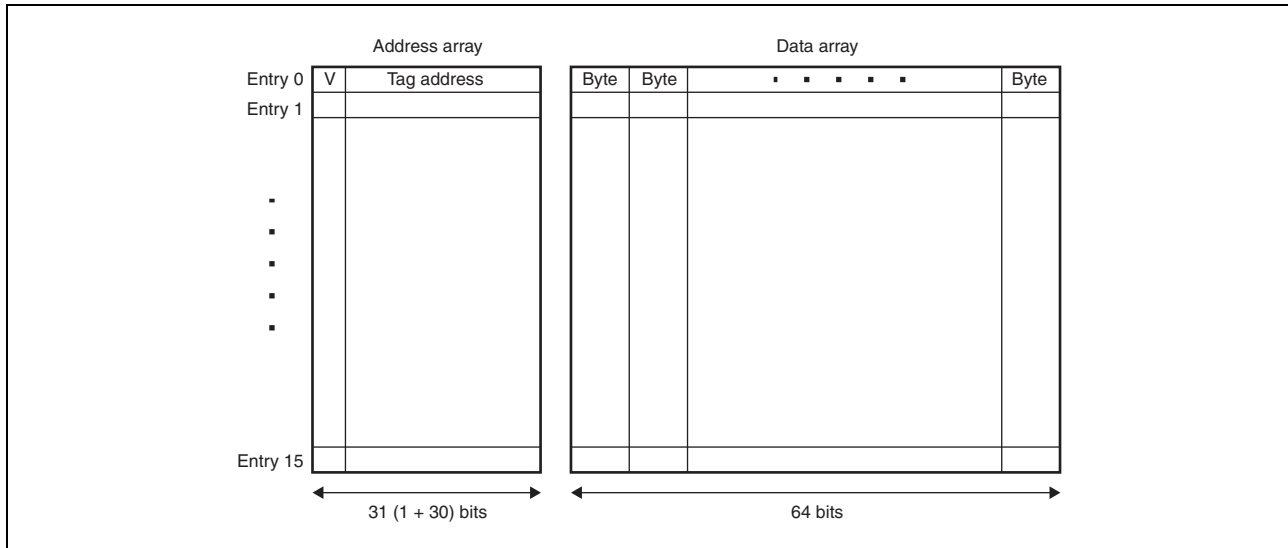 Address array
Data array
Entry 0 V Tag address Byte Byte Byte
Entry 1
Entry 15
31 (1 + 30) bits
64 bits